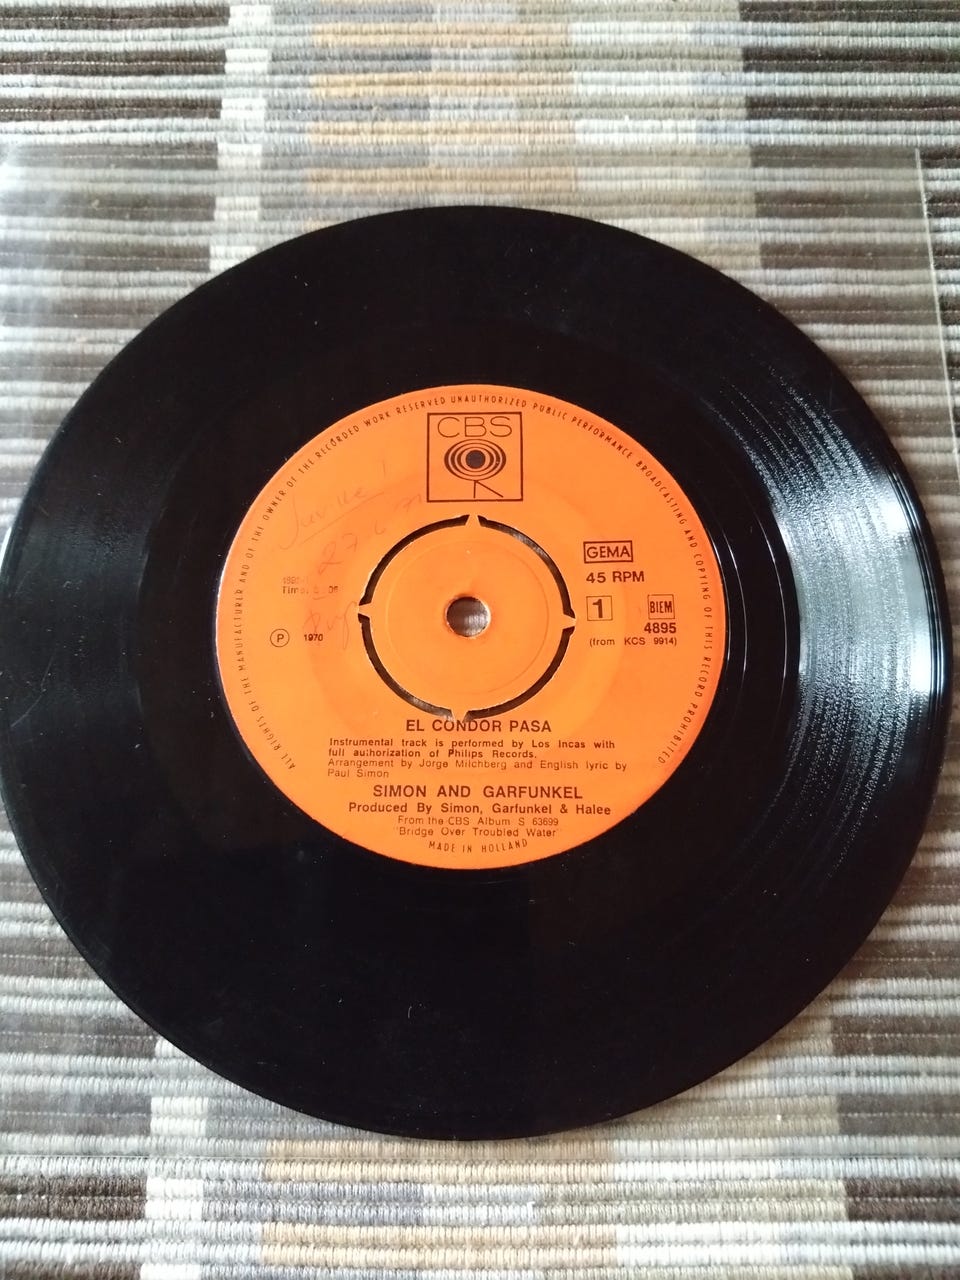 ALL RIGHTS OF THE MANUFACTURER AND OF THE OWNER OF THE RECORDED WORK RESERVED UNAUTHORIZED PUBLIC PERFORMANCE BROADCASTING AND COPYING OF THIS RECORD PROHIBITED
CBS
27 6 71
GEMA
45 RPM
Time:
1
BIEM
4895
Ⓟ 1970
(from KCS 9914)
EL CONDOR PASA
Instrumental track is performed by Los Incas with
full authorization of Philips Records.
Arrangement by Jorge Milchberg and English lyric by
Paul Simon
SIMON AND GARFUNKEL
Produced By Simon, Garfunkel & Halee
From the CBS Album S 63699
"Bridge Over Troubled Water"
MADE IN HOLLAND